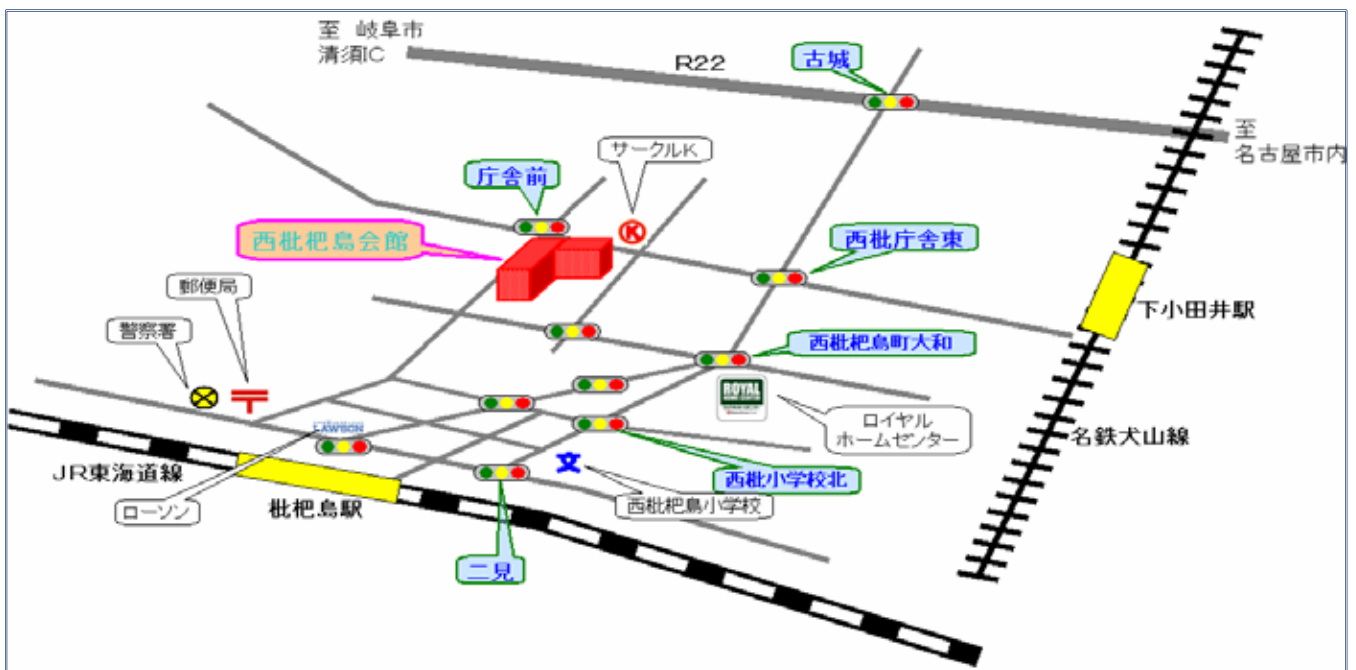 至 岐阜市
清須IC
R22
古城
至
名古屋市内
サークルK
庁舎前
K
西枇杷島会館
西枇庁舎東
郵便局
下小田井駅
警察署
西枇杷島町大和
ROYAL
HOME CENTER
ロイヤル
ホームセンター
LAWSON
名鉄犬山線
JR東海道線
西枇小学校北
ローソン
枇杷島駅
文
西枇杷島小学校
二見